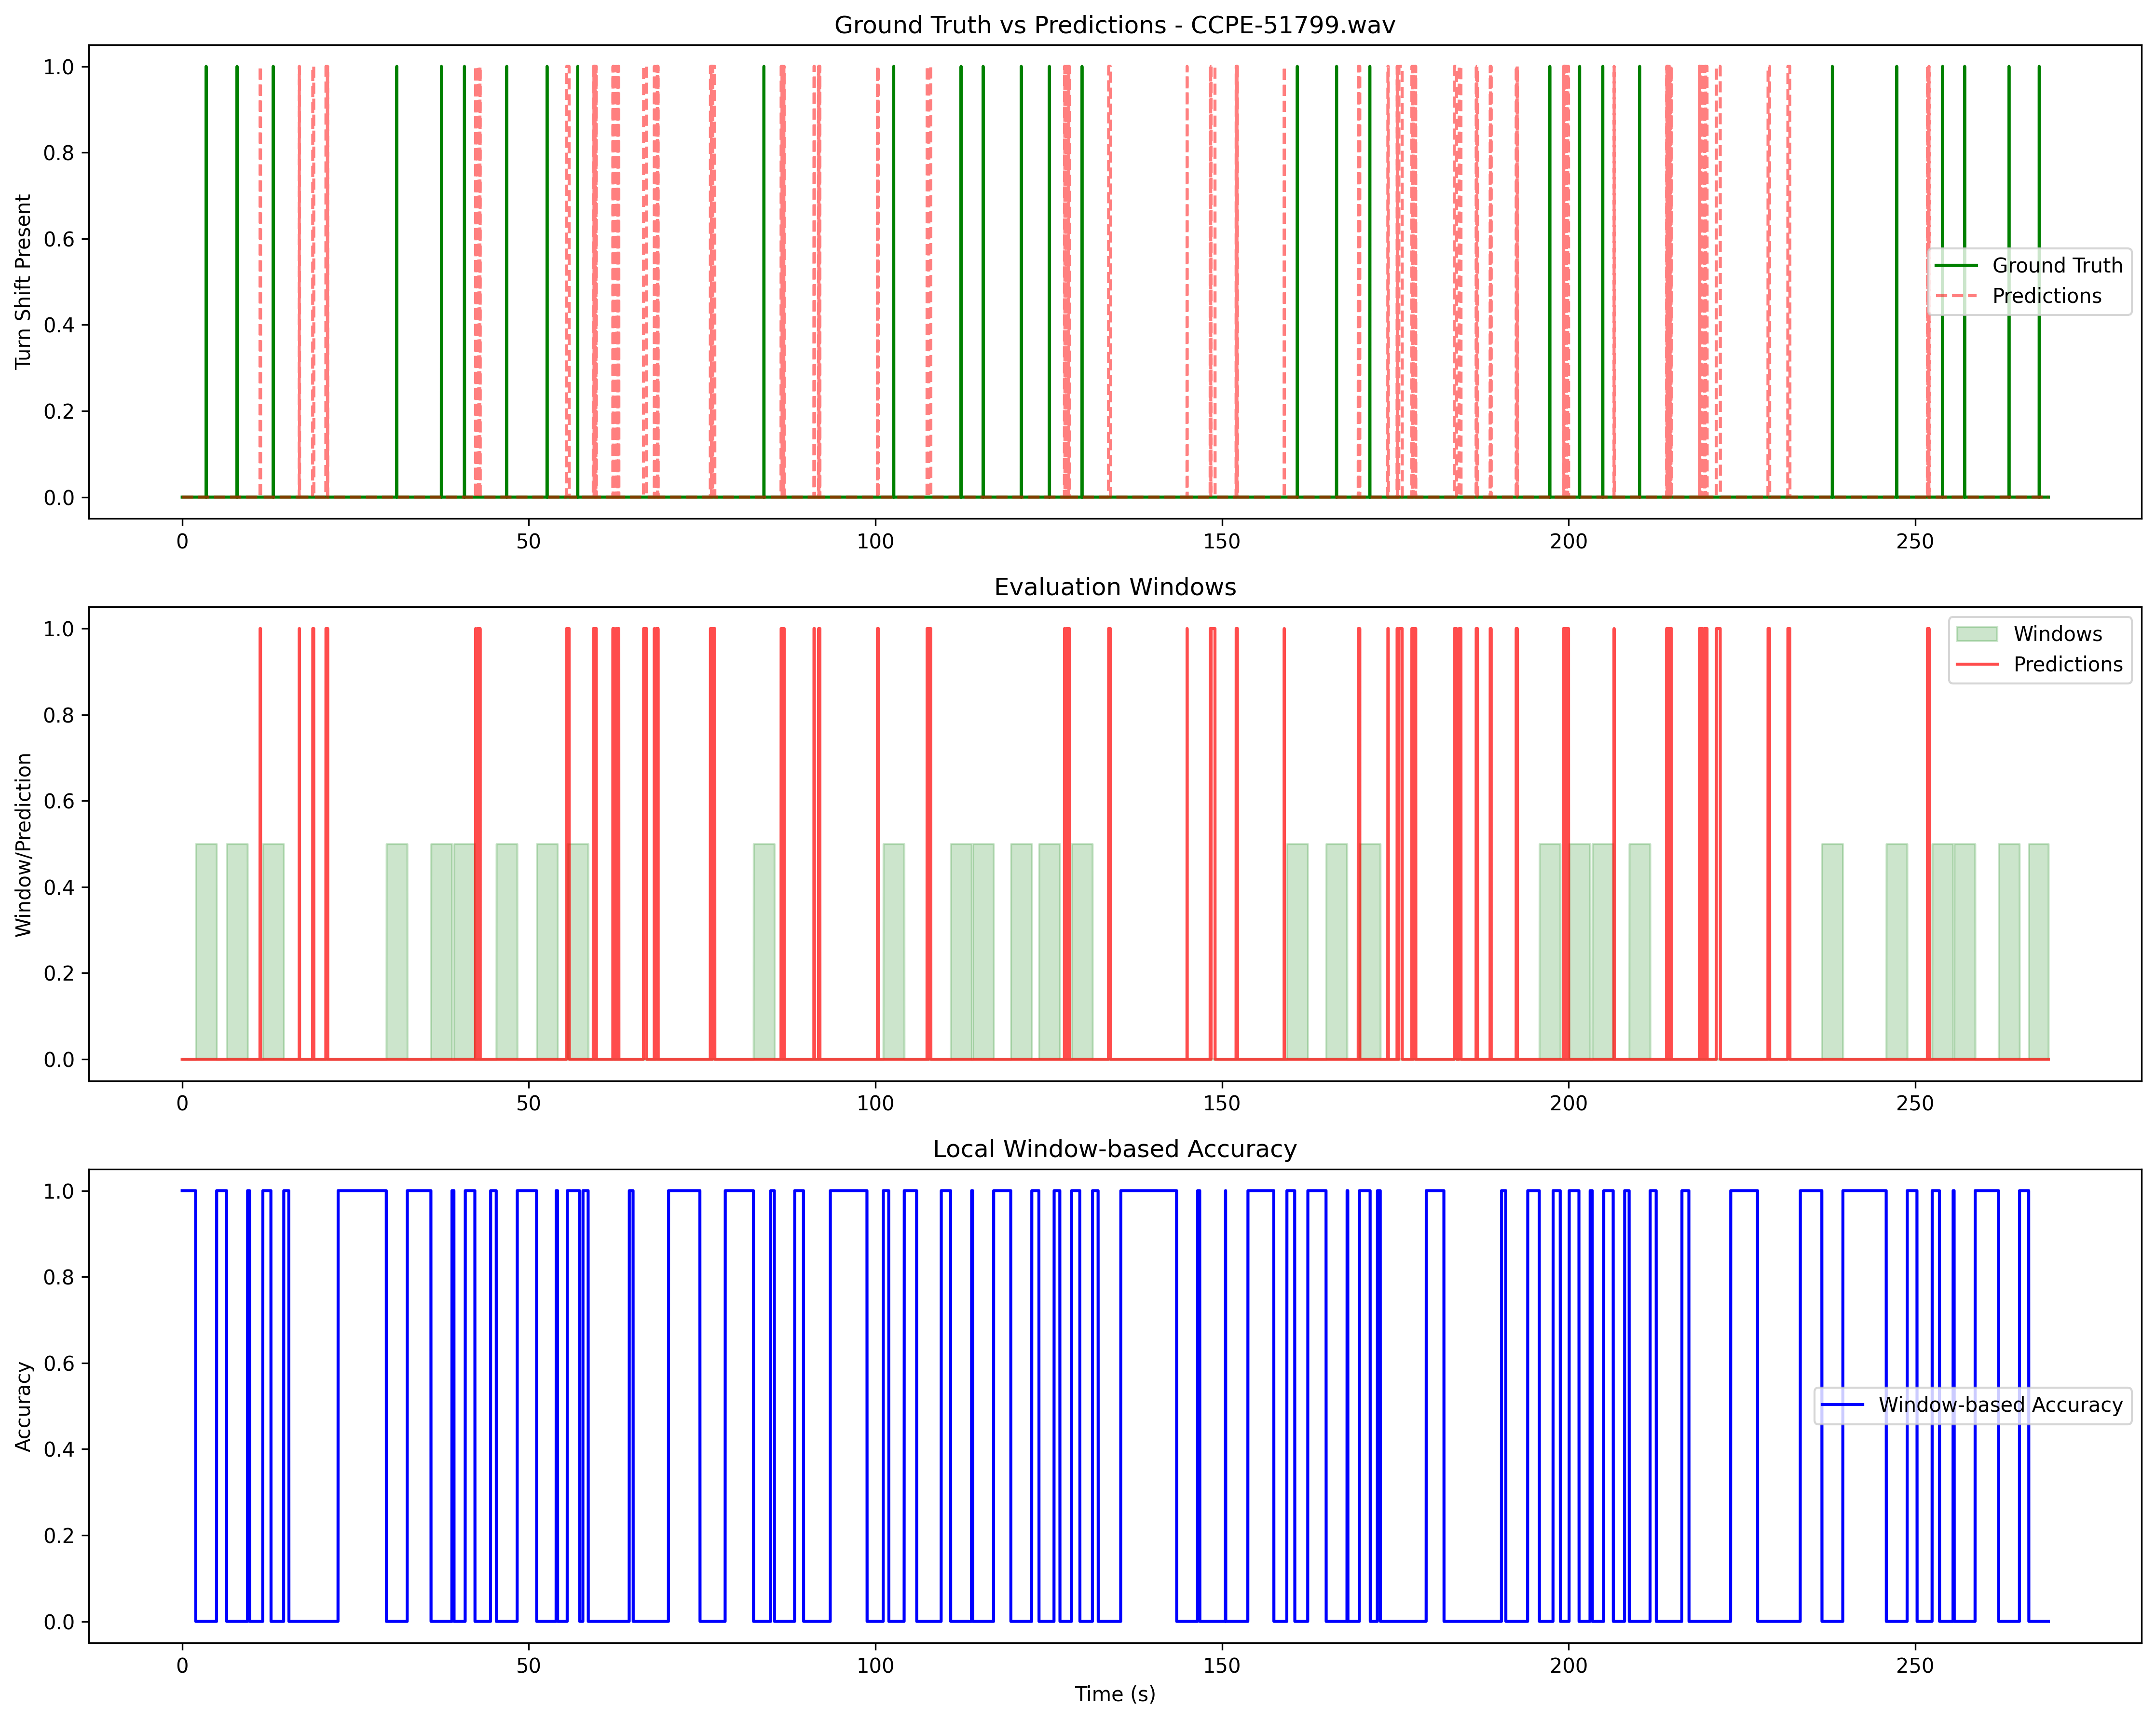 Ground Truth vs Predictions - CCPE-51799.wav
Turn Shift Present
1.0
0.8
0.6
0.4
0.2
0.0
Ground Truth
Predictions
0 50 100 150 200 250
Evaluation Windows
Window/Prediction
1.0
0.8
0.6
0.4
0.2
0.0
Windows
Predictions
0 50 100 150 200 250
Local Window-based Accuracy
Accuracy
1.0
0.8
0.6
0.4
0.2
0.0
Window-based Accuracy
0 50 100 150 200 250
Time (s)